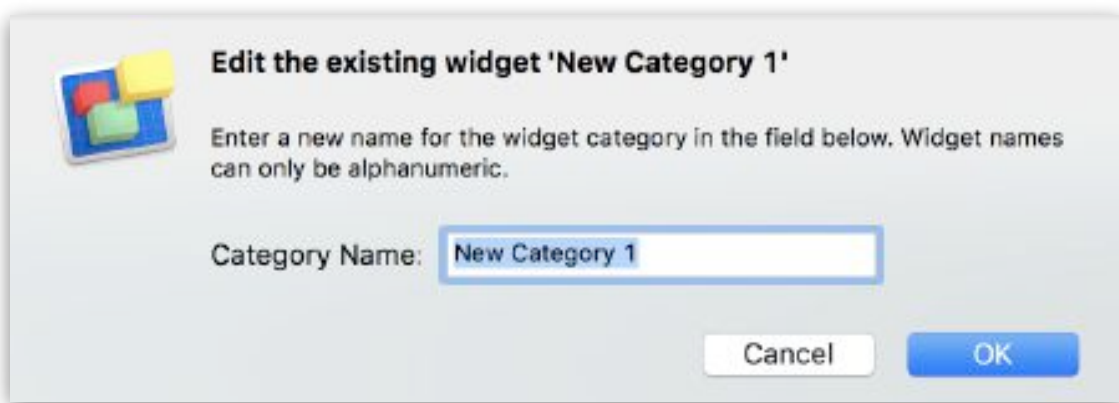 Edit the existing widget 'New Category 1'
Enter a new name for the widget category in the field below. Widget names
can only be alphanumeric.
Category Name: New Category 1
Cancel OK